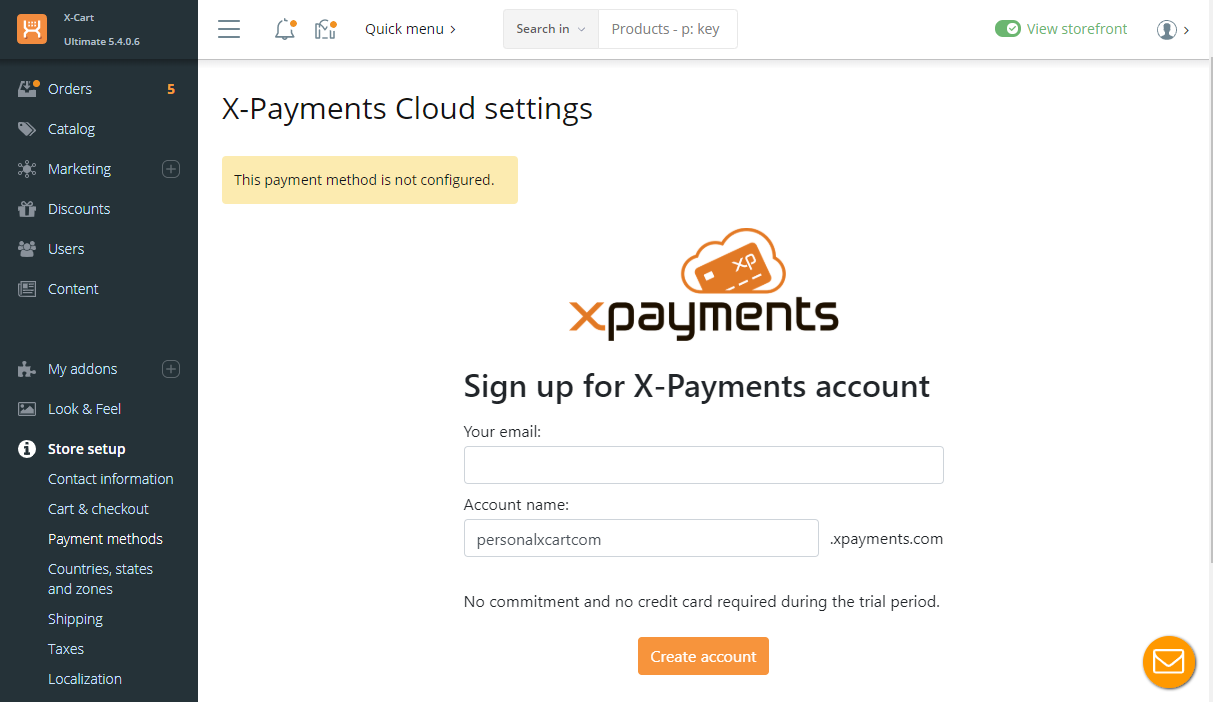 X-Cart
Ultimate 5.4.0.6
Quick menu
Search in
Products - p: key
View storefront
Orders
5
Catalog
Marketing
Discounts
Users
Content
My addons
Look & Feel
Store setup
Contact information
Cart & checkout
Payment methods
Countries, states
and zones
Shipping
Taxes
Localization
X-Payments Cloud settings
This payment method is not configured.
xp
xpayments
Sign up for X-Payments account
Your email:
Account name:
personalxcartcom
.xpayments.com
No commitment and no credit card required during the trial period.
Create account